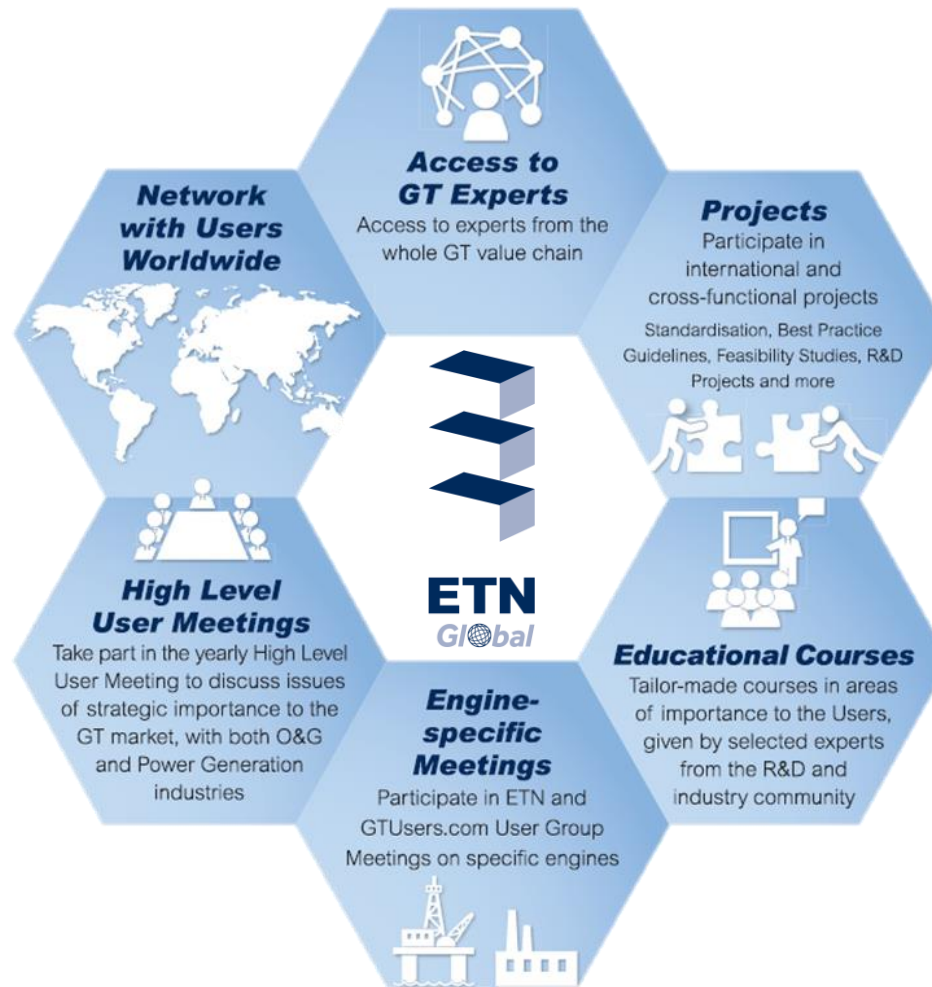 Access to
GT Experts
Access to experts from the
whole GT value chain
Network
with Users
Worldwide
Projects
Participate in
international and
cross-functional projects
Standardisation, Best Practice
Guidelines, Feasibility Studies, R&D
Projects and more
ETN
Global
High Level
User Meetings
Take part in the yearly High Level
User Meeting to discuss issues
of strategic importance to the
GT market, with both O&G
and Power Generation
industries
Educational Courses
Tailor-made courses in areas
of importance to the Users,
given by selected experts
from the R&D and
industry community
Engine-
specific
Meetings
Participate in ETN and
GTUsers.com User Group
Meetings on specific engines